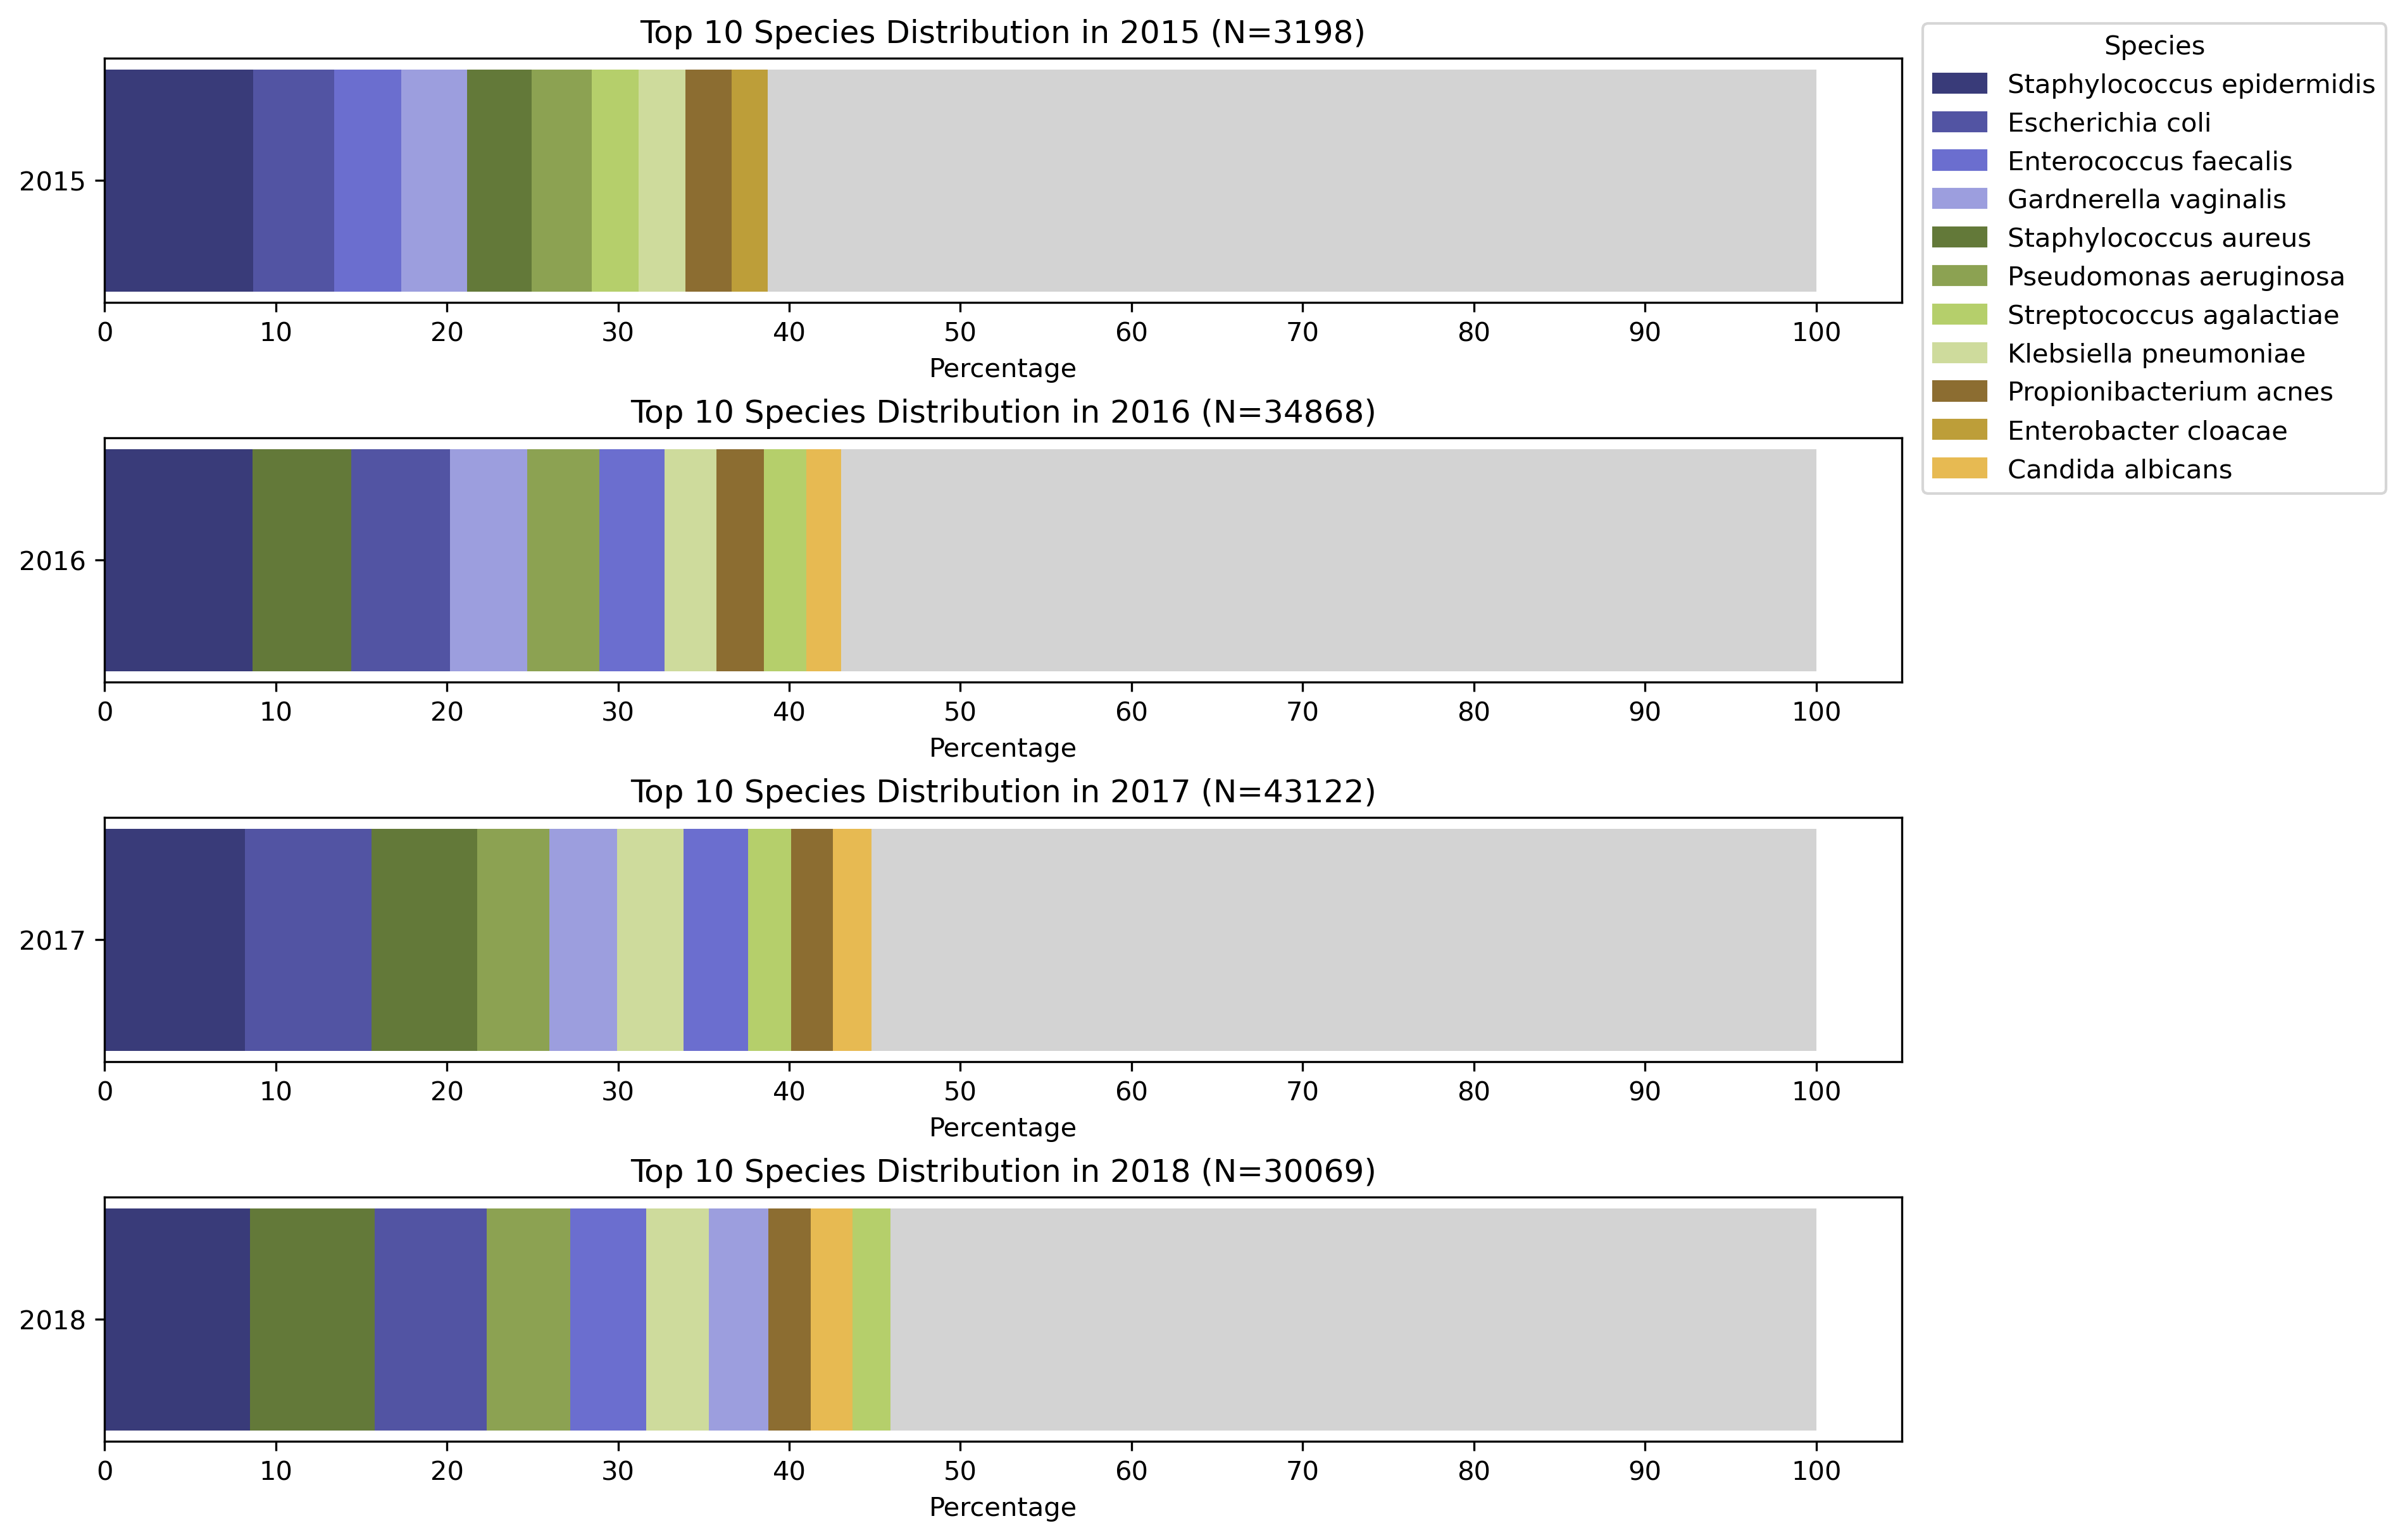 Top 10 Species Distribution in 2015 (N=3198)
2015
0 10 20 30 40 50 60 70 80 90 100
Percentage
Species
Staphylococcus epidermidis
Escherichia coli
Enterococcus faecalis
Gardnerella vaginalis
Staphylococcus aureus
Pseudomonas aeruginosa
Streptococcus agalactiae
Klebsiella pneumoniae
Propionibacterium acnes
Enterobacter cloacae
Candida albicans
Top 10 Species Distribution in 2016 (N=34868)
2016
0 10 20 30 40 50 60 70 80 90 100
Percentage
Top 10 Species Distribution in 2017 (N=43122)
2017
0 10 20 30 40 50 60 70 80 90 100
Percentage
Top 10 Species Distribution in 2018 (N=30069)
2018
0 10 20 30 40 50 60 70 80 90 100
Percentage